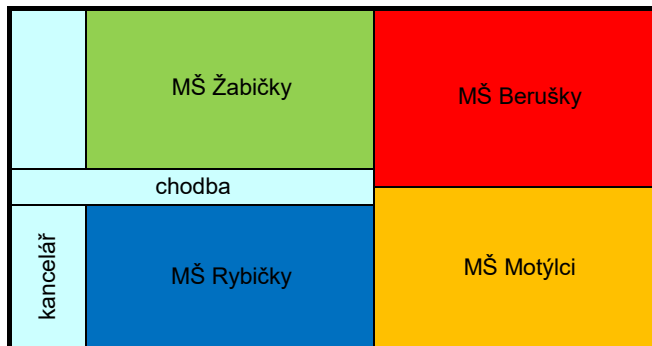 MŠ Žabičky
MŠ Berušky
chodba
kancelář
MŠ Rybičky
MŠ Motýlci